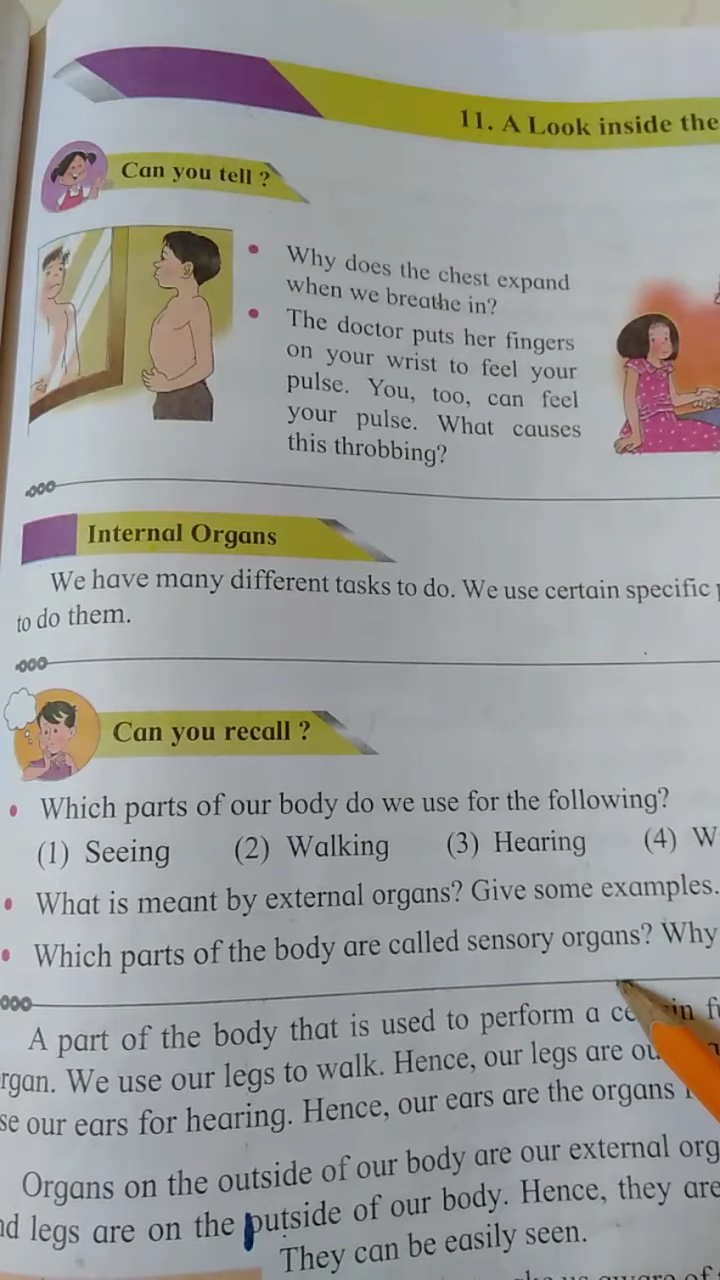 11. A Look inside the
Can you tell ?
• Why does the chest expand
when we breathe in?
• The doctor puts her fingers
on your wrist to feel your
pulse. You, too, can feel
your pulse. What causes
this throbbing?
Internal Organs
We have many different tasks to do. We use certain specific
to do them.
Can you recall ?
• Which parts of our body do we use for the following?
(1) Seeing (2) Walking (3) Hearing (4) W
• What is meant by external organs? Give some examples.
• Which parts of the body are called sensory organs? Why
A part of the body that is used to perform a
rgan. We use our legs to walk. Hence, our legs are
se our ears for hearing. Hence, our ears are the organs
Organs on the outside of our body are our external org
nd legs are on the outside of our body. Hence, they are
They can be easily seen.